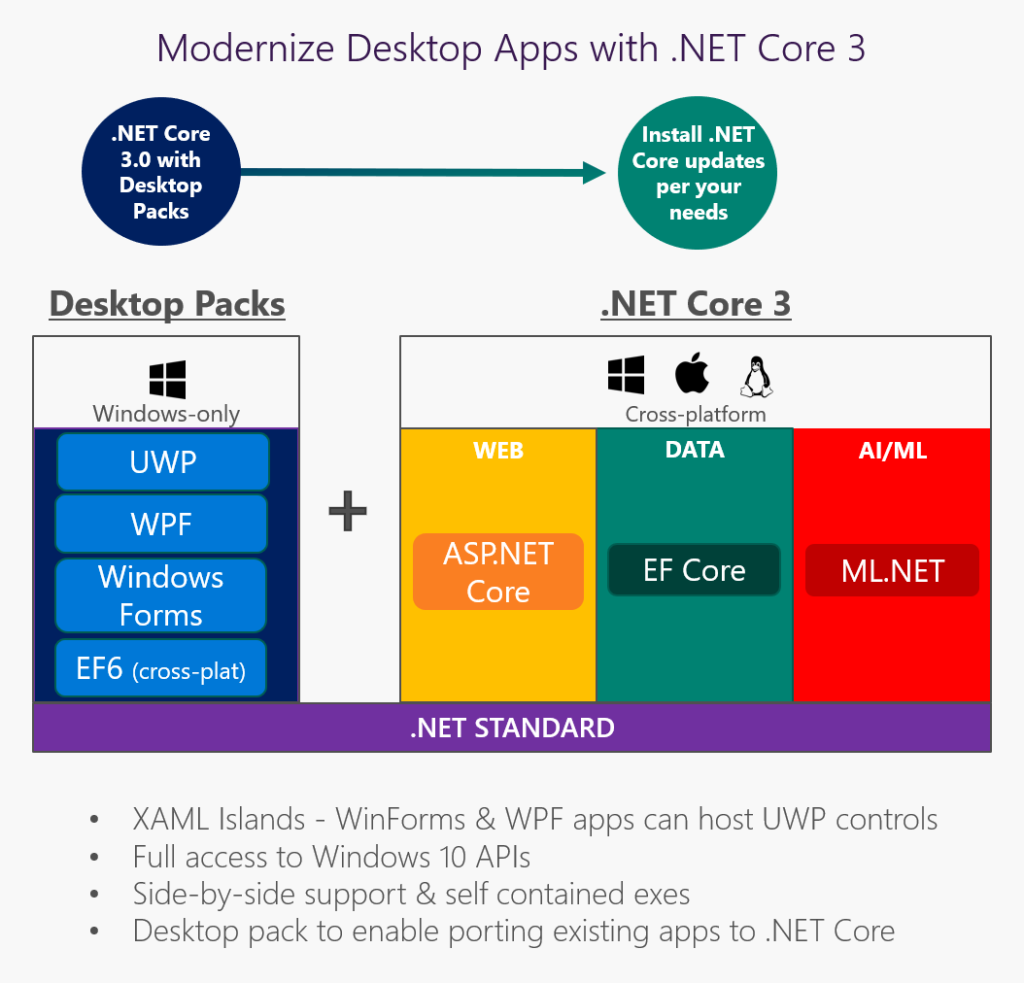 Modernize Desktop Apps with .NET Core 3
.NET Core
3.0 with
Desktop
Packs
Install .NET
Core updates
per your
needs
Desktop Packs
.NET Core 3
Windows-only
Cross-platform
UWP
WPF
Windows
Forms
EF6 (cross-plat)
+
WEB
ASP.NET
Core
DATA
EF Core
AI/ML
ML.NET
.NET STANDARD
• XAML Islands - WinForms & WPF apps can host UWP controls
• Full access to Windows 10 APIs
• Side-by-side support & self contained exes
• Desktop pack to enable porting existing apps to .NET Core